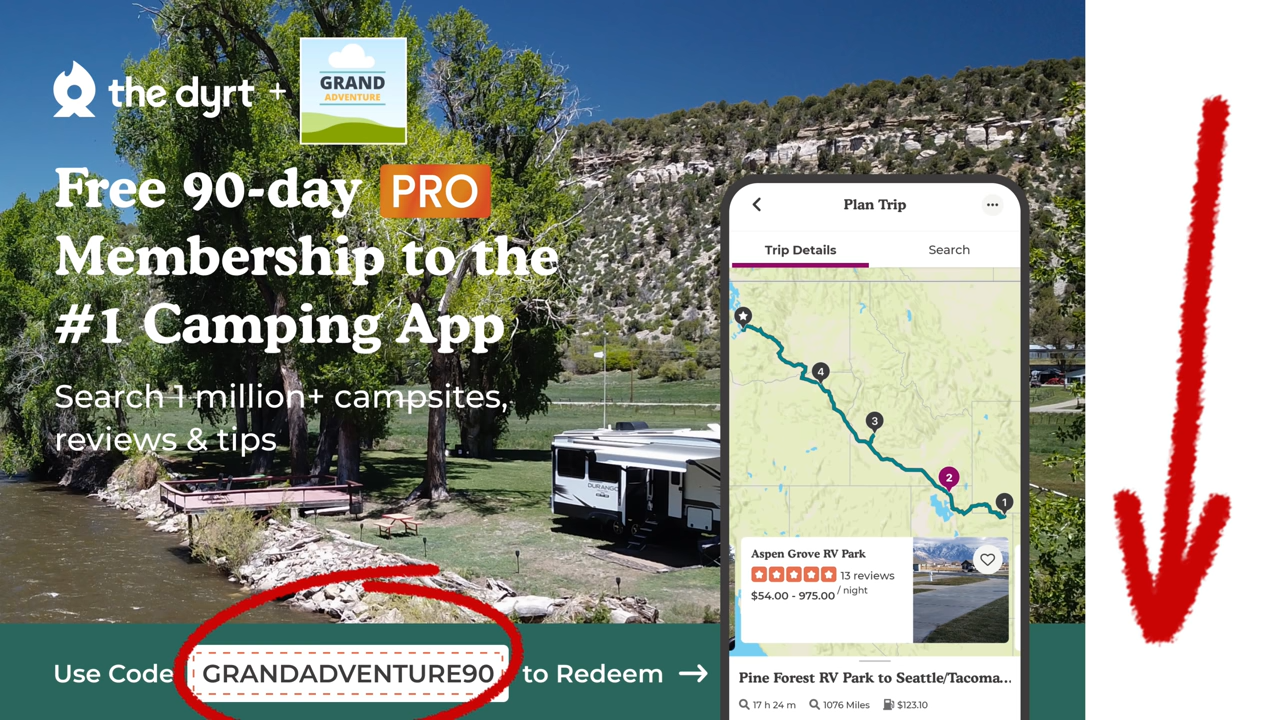 the dyrt +
GRAND
ADVENTURE
Free 90-day PRO
Membership to the
#1 Camping App
Search 1 million+ campsites,
reviews & tips
DURANGO
Use Code GRANDADVENTURE90 to Redeem →
Plan Trip
Trip Details Search
4
3
2
1
Aspen Grove RV Park
13 reviews
$54.00 - 975.00 / night
Pine Forest RV Park to Seattle/Tacoma...
17 h 24 m 1076 Miles $123.10